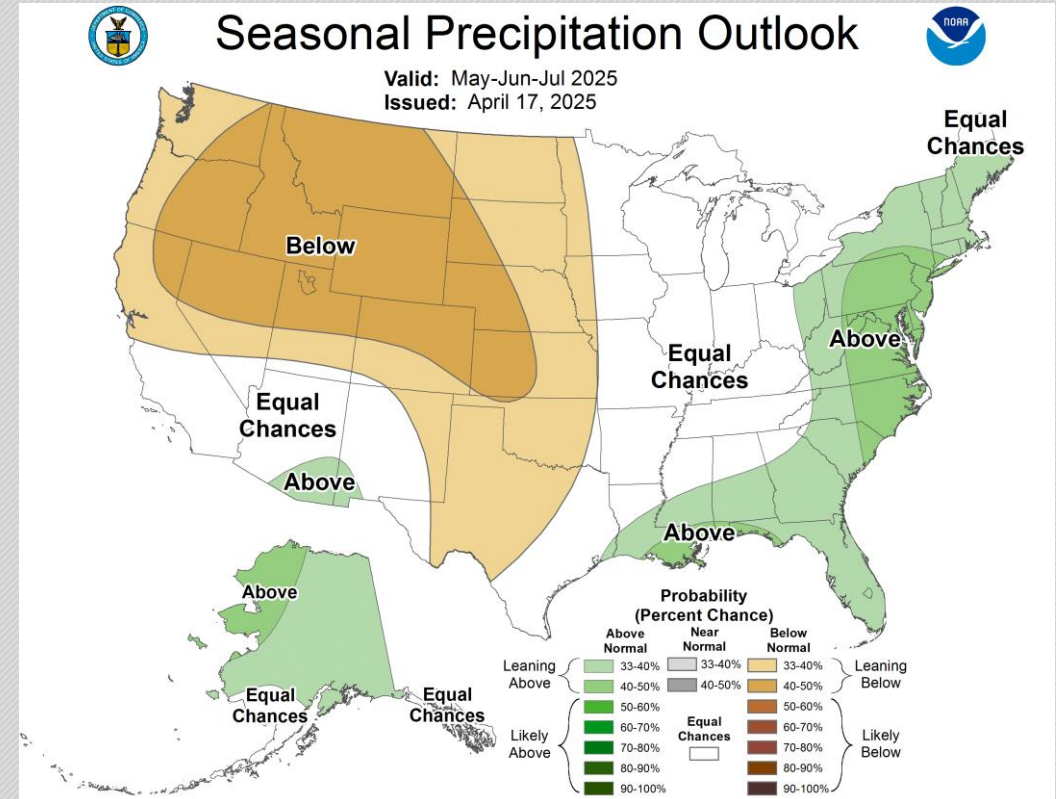 Seasonal Precipitation Outlook
NOAA
Valid: May-Jun-Jul 2025
Issued: April 17, 2025
Equal
Chances
Below
Above
Equal
Chances
Equal
Chances
Above
Above
Above
Equal
Chances
Equal
Chances
Probability
(Percent Chance)
Above
Normal
Near
Normal
Below
Normal
Leaning
Above
33-40%
33-40%
33-40%
Leaning
Below
40-50%
40-50%
40-50%
Likely
Above
50-60%
50-60%
Likely
Below
60-70%
60-70%
Equal
Chances
70-80%
70-80%
80-90%
80-90%
90-100%
90-100%